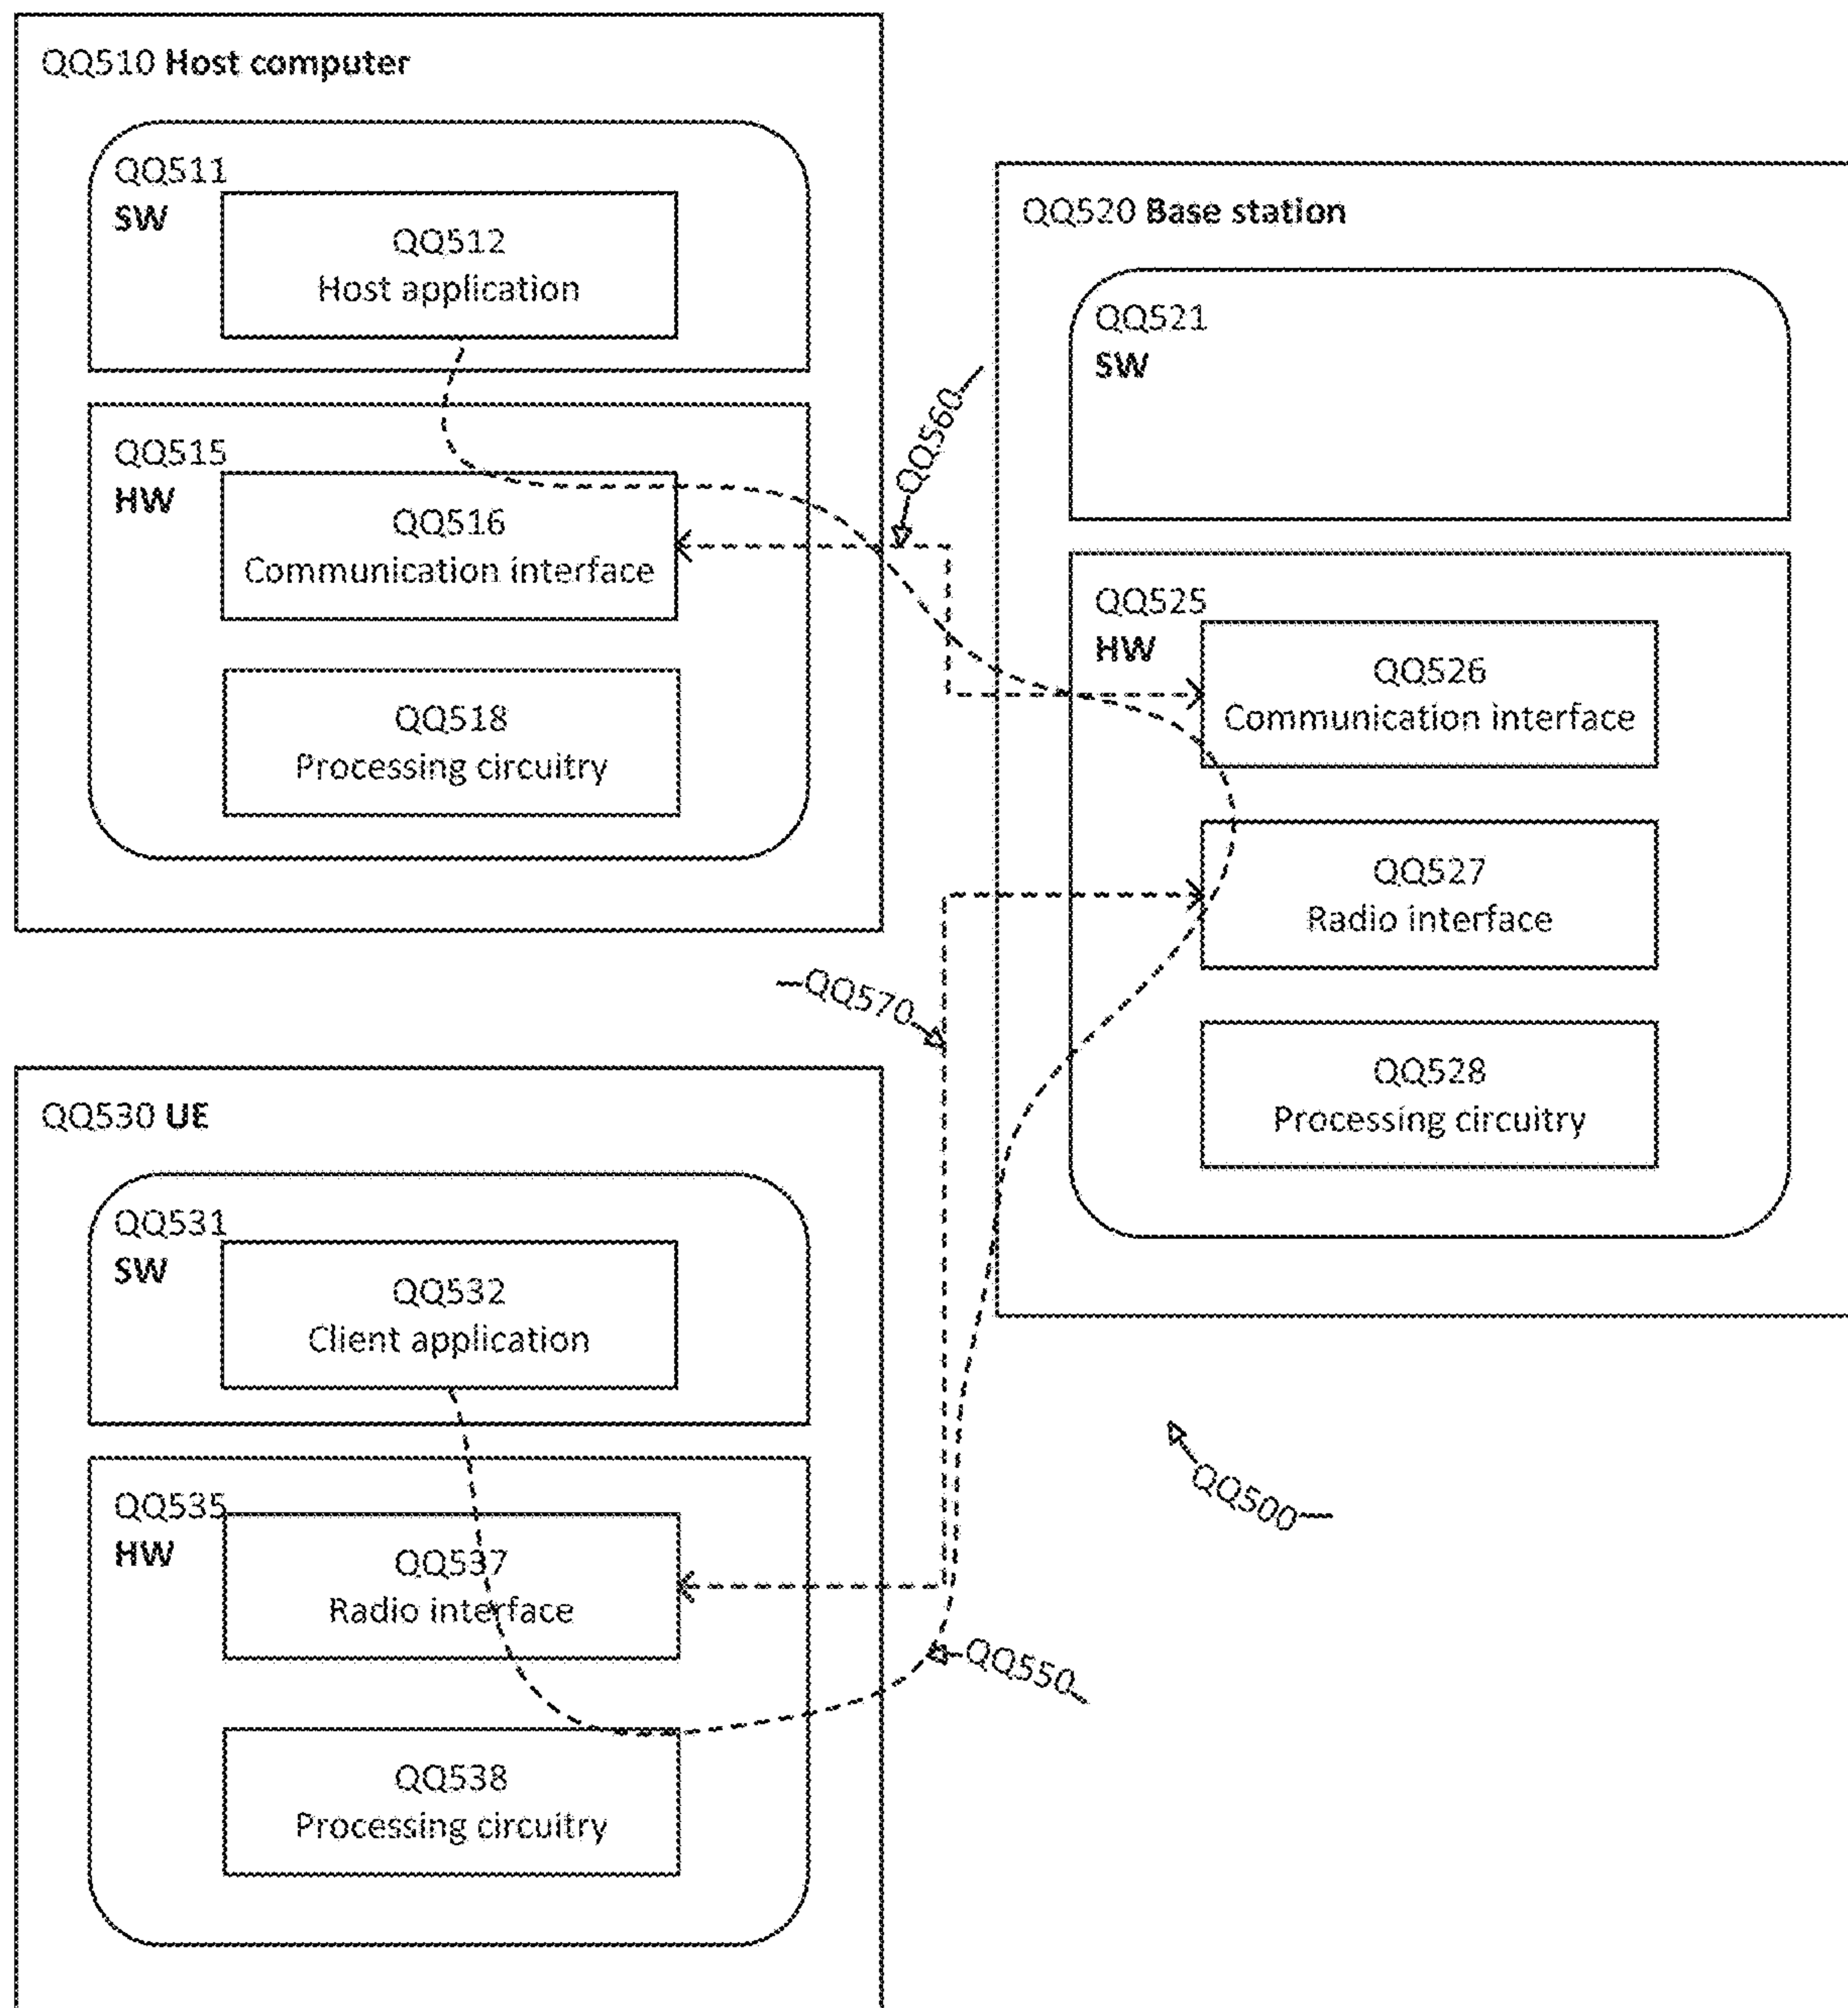 QQ510 Host computer
QQ511
SW
QQ512
Host application
QQ515
HW
QQ516
Communication interface
QQ518
Processing circuitry
QQ560
QQ520 Base station
QQ521
SW
QQ525
HW
QQ526
Communication interface
QQ527
Radio interface
QQ528
Processing circuitry
QQ570
QQ530 UE
QQ531
SW
QQ532
Client application
QQ535
HW
QQ537
Radio interface
QQ538
Processing circuitry
QQ550
QQ500